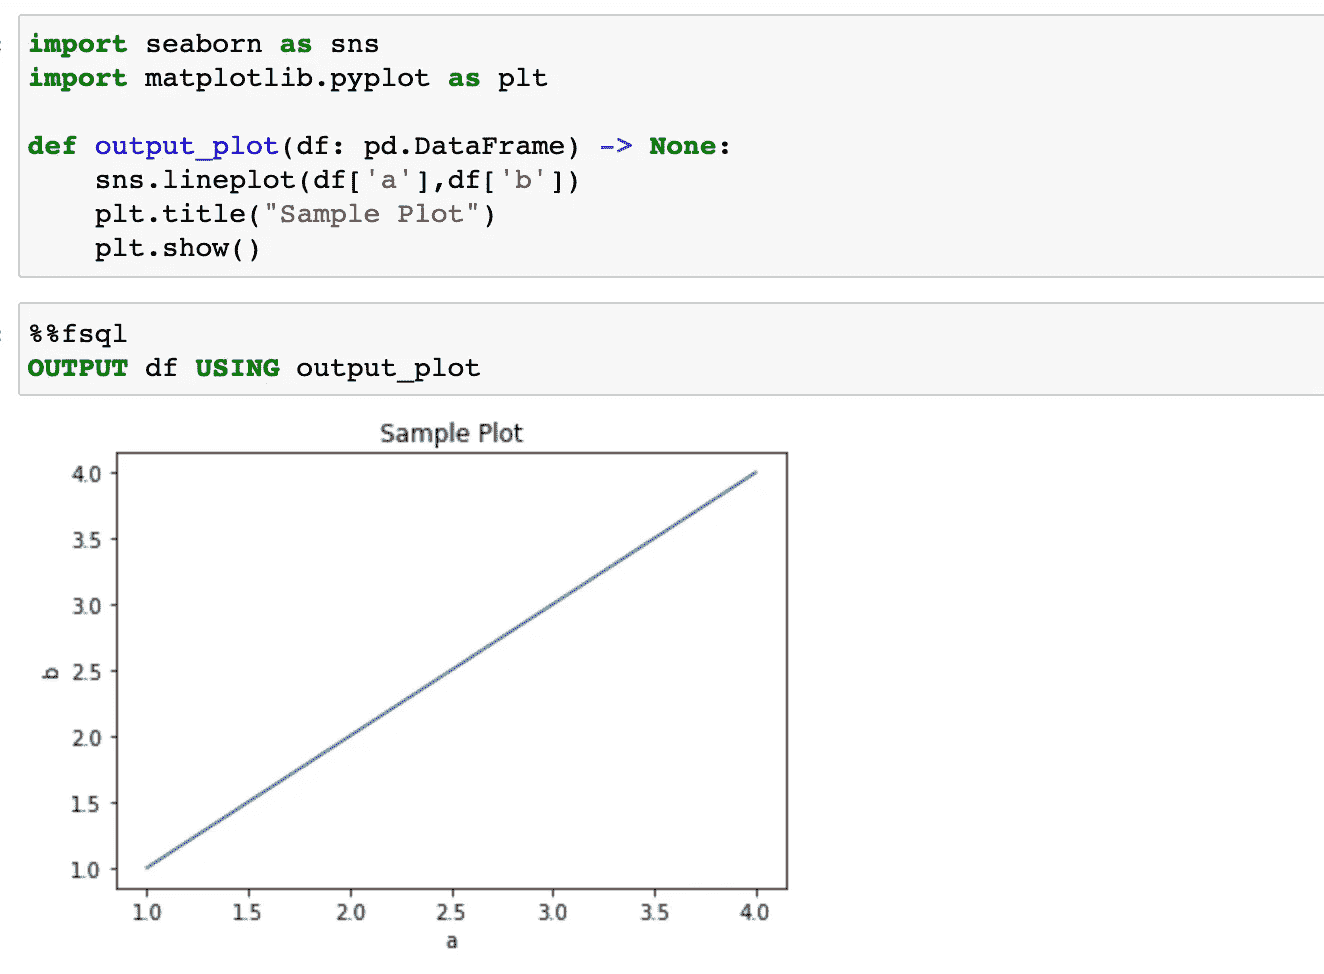 import seaborn as sns
import matplotlib.pyplot as plt
def output_plot(df: pd.DataFrame) -> None:
    sns.lineplot(df['a'],df['b'])
    plt.title("Sample Plot")
    plt.show()
%%fsql
OUTPUT df USING output_plot
Sample Plot
4.0
3.5
3.0
b 2.5
2.0
1.5
1.0
1.0 1.5 2.0 2.5 3.0 3.5 4.0
a